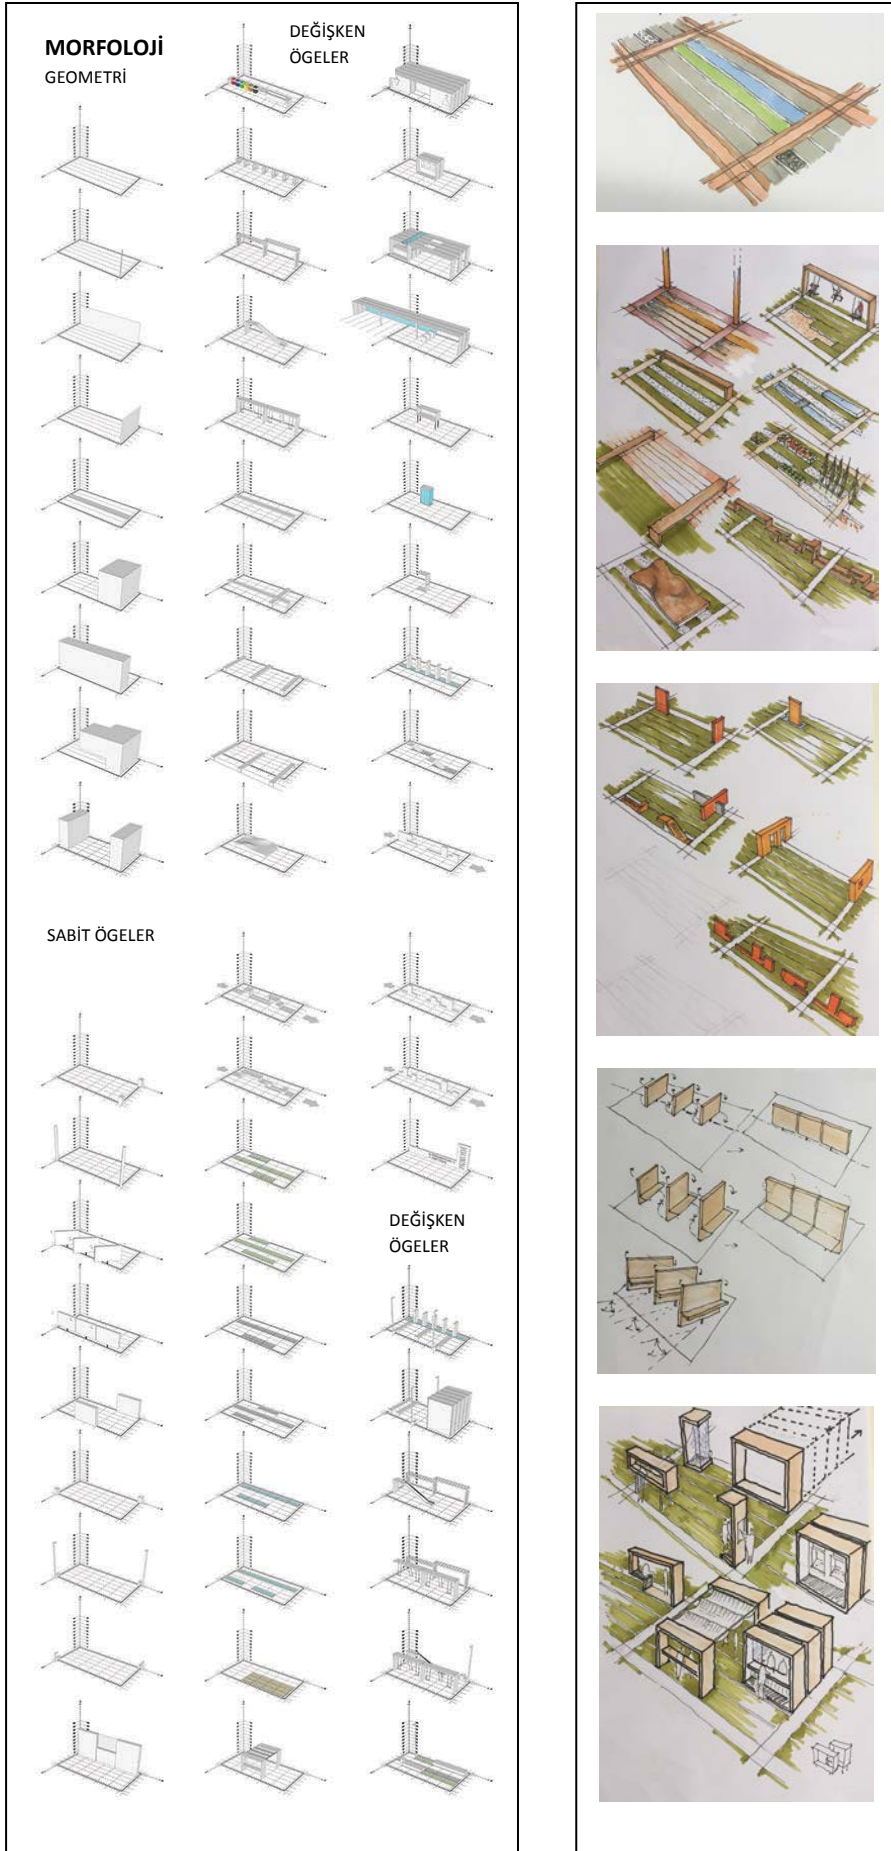 MORFOLOJİ
GEOMETRİ
DEĞİŞKEN
ÖGELER
SABİT ÖGELER
DEĞİŞKEN
ÖGELER